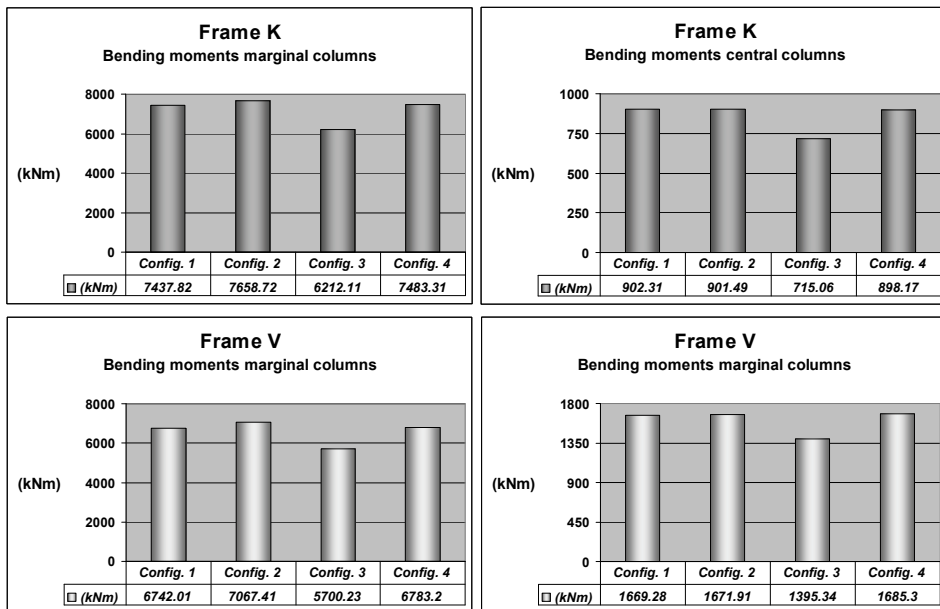 Frame K
Bending moments marginal columns
8000
6000
(kNm)
4000
2000
0
Config. 1 Config. 2 Config. 3 Config. 4
(kNm) 7437.82 7658.72 6212.11 7483.31
Frame K
Bending moments central columns
1000
750
(kNm)
500
250
0
Config. 1 Config. 2 Config. 3 Config. 4
(kNm) 902.31 901.49 715.06 898.17
Frame V
Bending moments marginal columns
8000
6000
(kNm)
4000
2000
0
Config. 1 Config. 2 Config. 3 Config. 4
(kNm) 6742.01 7067.41 5700.23 6783.2
Frame V
Bending moments marginal columns
1800
1350
(kNm)
900
450
0
Config. 1 Config. 2 Config. 3 Config. 4
(kNm) 1669.28 1671.91 1395.34 1685.3